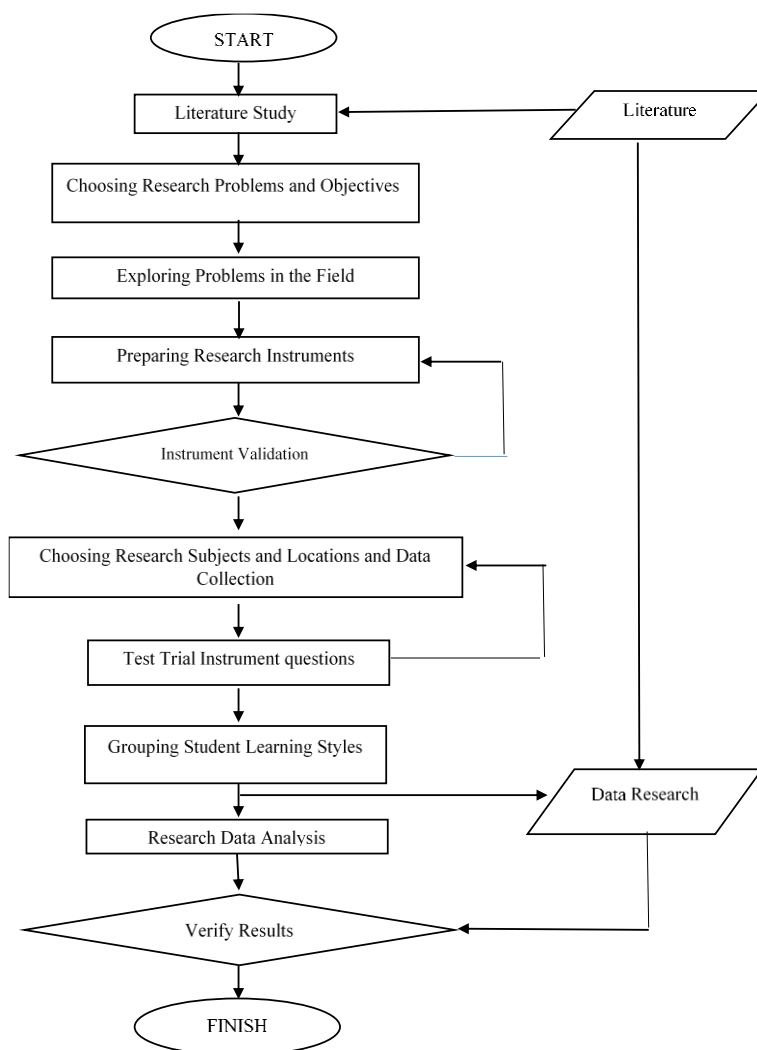 START
Literature Study
Literature
Choosing Research Problems and Objectives
Exploring Problems in the Field
Preparing Research Instruments
Instrument Validation
Choosing Research Subjects and Locations and Data
Collection
Test Trial Instrument questions
Grouping Student Learning Styles
Data Research
Research Data Analysis
Verify Results
FINISH